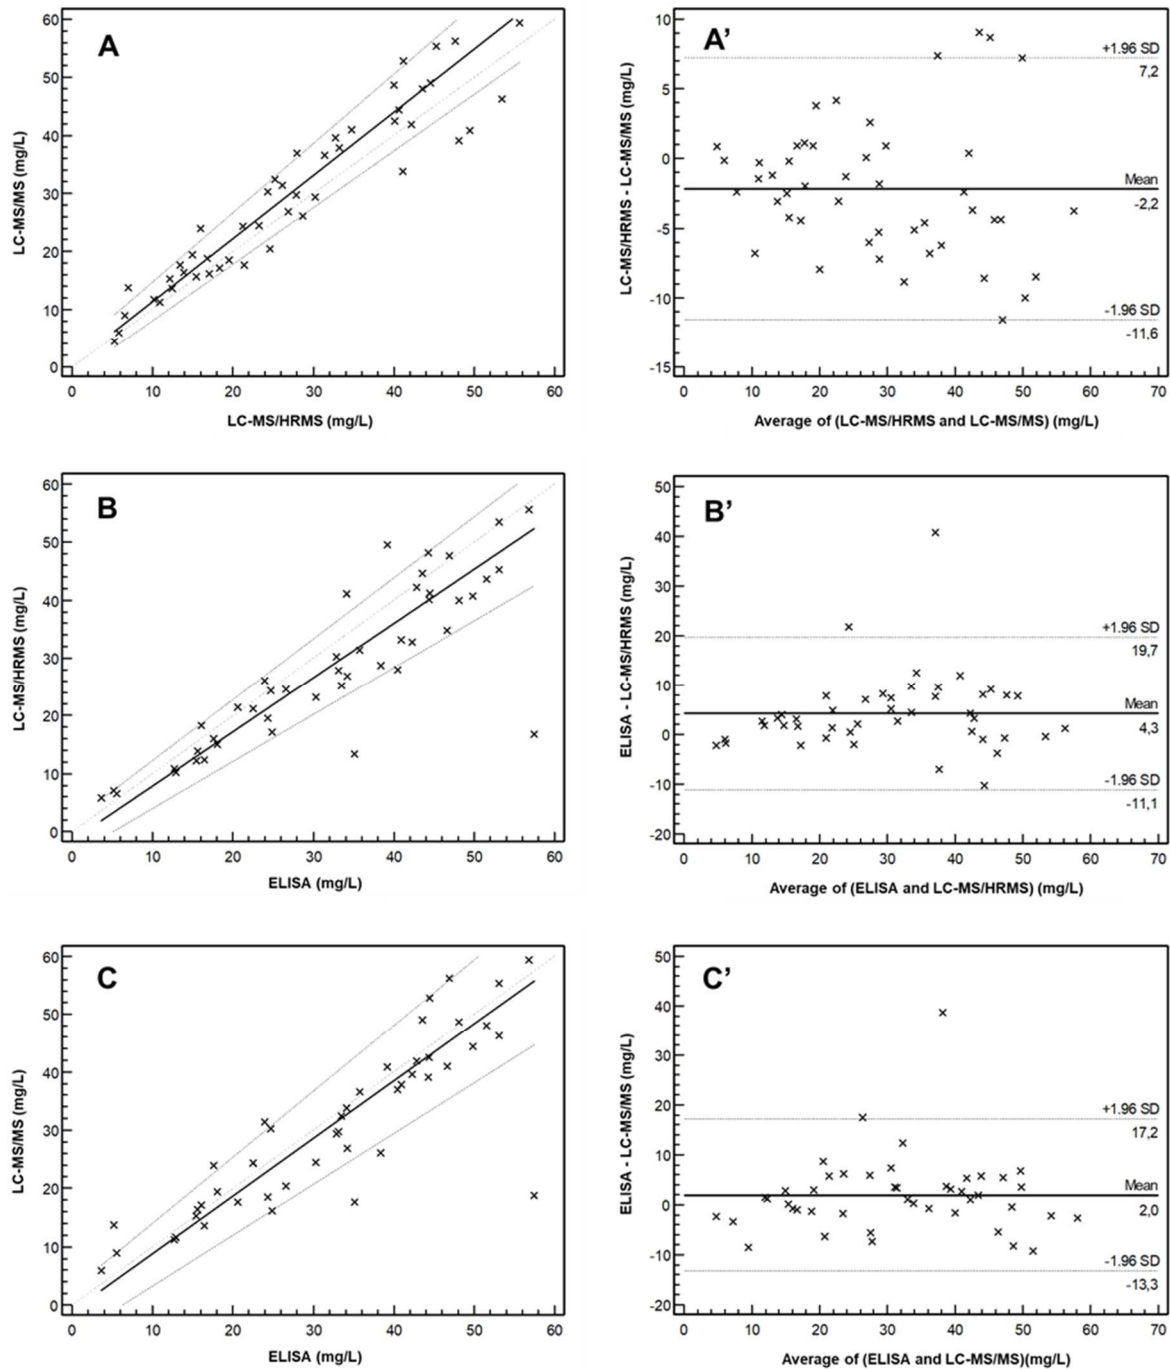 A
60
50
40
30
20
10
0
LC-MS/MS (mg/L)
0 10 20 30 40 50 60
LC-MS/HRMS (mg/L)
A’
10
5
0
-5
-10
-15
LC-MS/HRMS - LC-MS/MS (mg/L)
+1.96 SD
7,2
Mean
-2,2
-1.96 SD
-11,6
0 10 20 30 40 50 60 70
Average of (LC-MS/HRMS and LC-MS/MS) (mg/L)
B
60
50
40
30
20
10
0
LC-MS/HRMS (mg/L)
0 10 20 30 40 50 60
ELISA (mg/L)
B’
50
40
30
20
10
0
-10
-20
ELISA - LC-MS/HRMS (mg/L)
+1.96 SD
19,7
Mean
4,3
-1.96 SD
-11,1
0 10 20 30 40 50 60 70
Average of (ELISA and LC-MS/HRMS) (mg/L)
C
60
50
40
30
20
10
0
LC-MS/MS (mg/L)
0 10 20 30 40 50 60
ELISA (mg/L)
C’
50
40
30
20
10
0
-10
-20
ELISA - LC-MS/MS (mg/L)
+1.96 SD
17,2
Mean
2,0
-1.96 SD
-13,3
0 10 20 30 40 50 60 70
Average of (ELISA and LC-MS/MS)(mg/L)